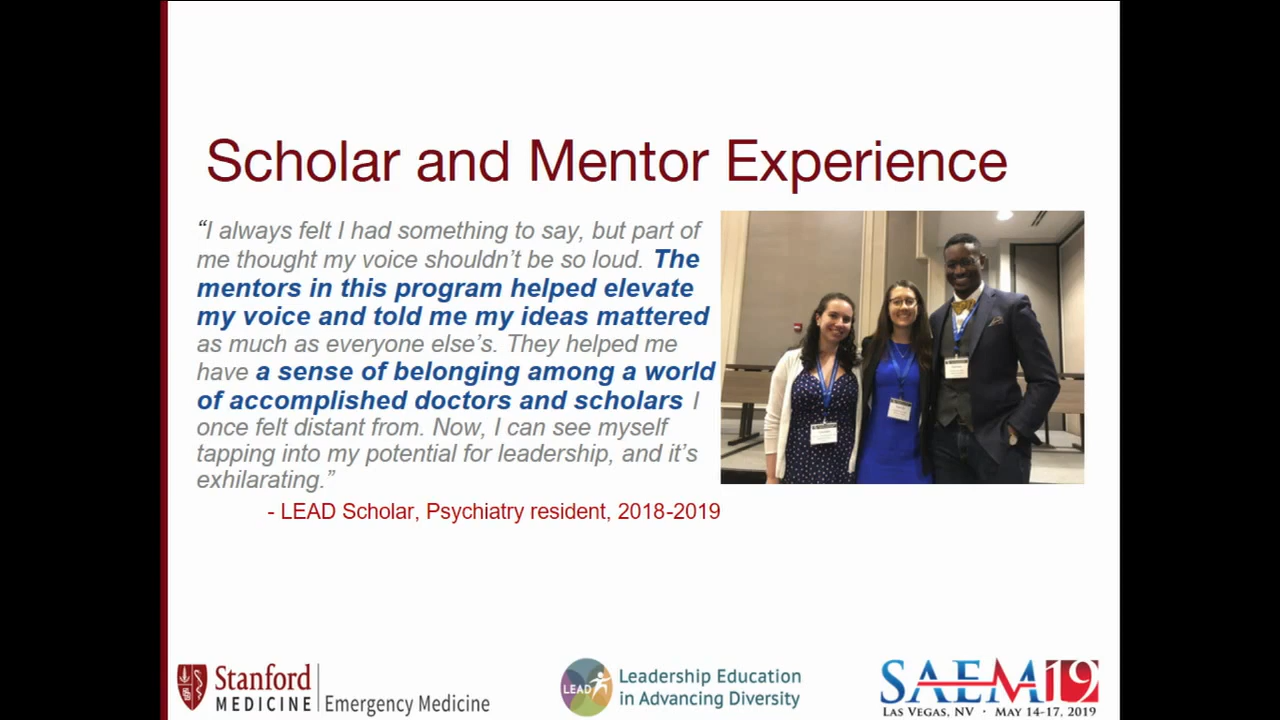 Scholar and Mentor Experience
“I always felt I had something to say, but part of
me thought my voice shouldn’t be so loud. The
mentors in this program helped elevate
my voice and told me my ideas mattered
as much as everyone else’s. They helped me
have a sense of belonging among a world
of accomplished doctors and scholars I
once felt distant from. Now, I can see myself
tapping into my potential for leadership, and it’s
exhilarating.”
- LEAD Scholar, Psychiatry resident, 2018-2019
Stanford
MEDICINE
Emergency Medicine
LEAD
Leadership Education
in Advancing Diversity
SAEM19
LAS VEGAS, NV · MAY 14-17, 2019